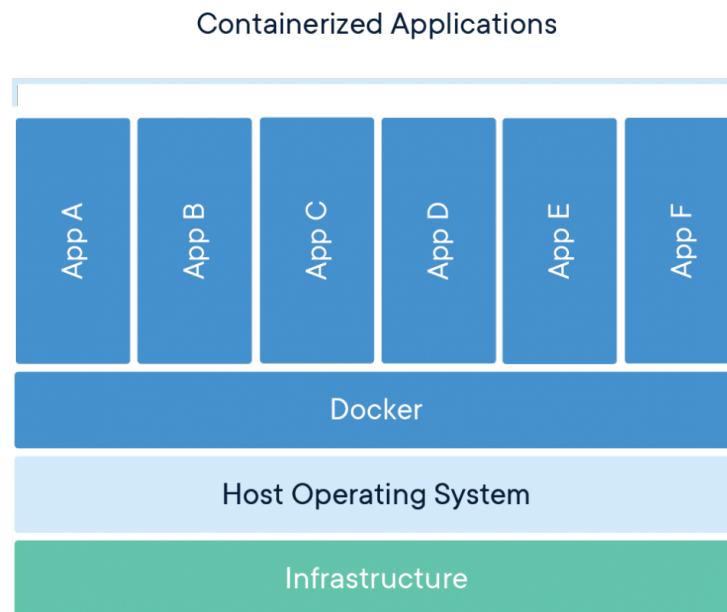 Containerized Applications
App A
App B
App C
App D
App E
App F
Docker
Host Operating System
Infrastructure